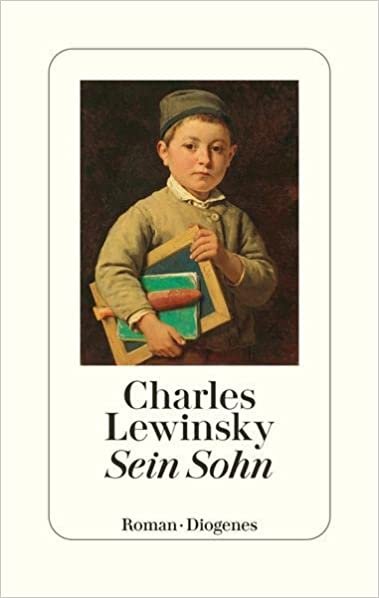 Charles
Lewinsky
Sein Sohn
Roman · Diogenes